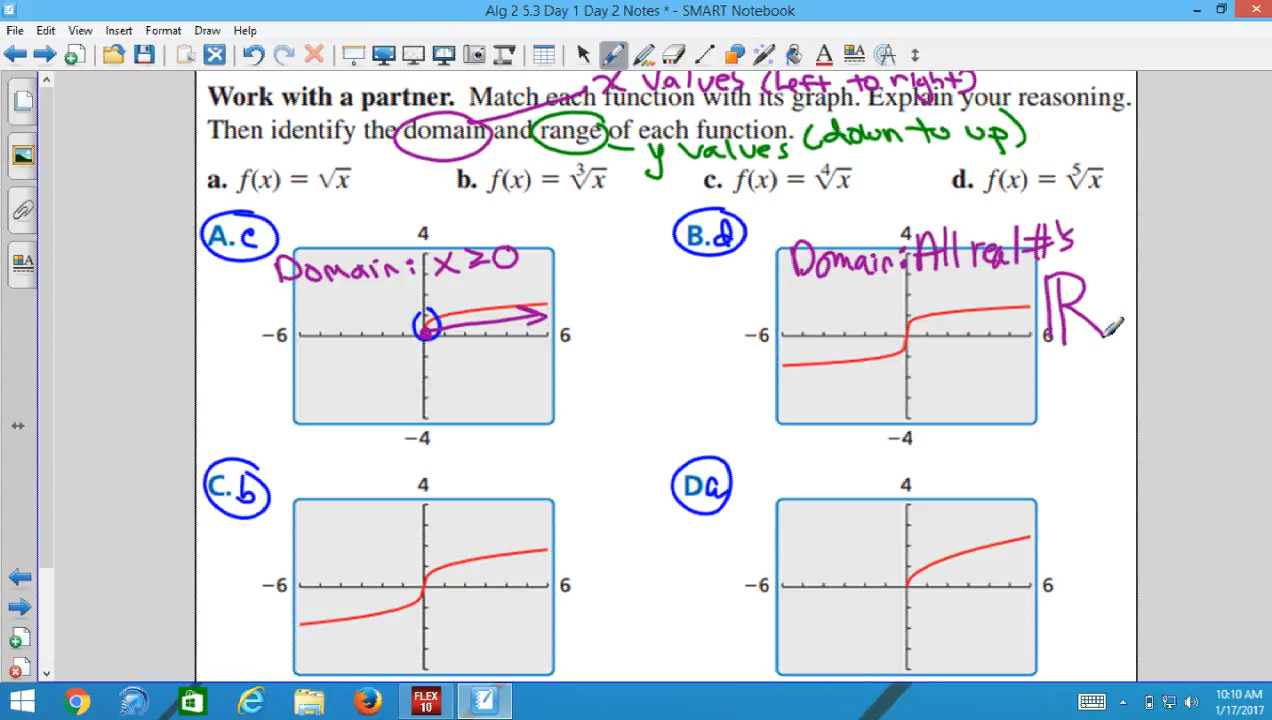 Alg 2 5.3 Day 1 Day 2 Notes * - SMART Notebook
File Edit View Insert Format Draw Help
x values (left to right)
Work with a partner. Match each function with its graph. Explain your reasoning.
Then identify the domain and range of each function. (down to up)
y values
a. f(x) = √x b. f(x) = ∛x c. f(x) = ∜x d. f(x) = ⁵√x
A. c 4 B. d 4
Domain: x ≥ 0 Domain: All real #'s
ℝ
−6 6 −6 6
−4 −4
C. b 4 D a 4
−6 6 −6 6
FLEX
10
10:10 AM
1/17/2017